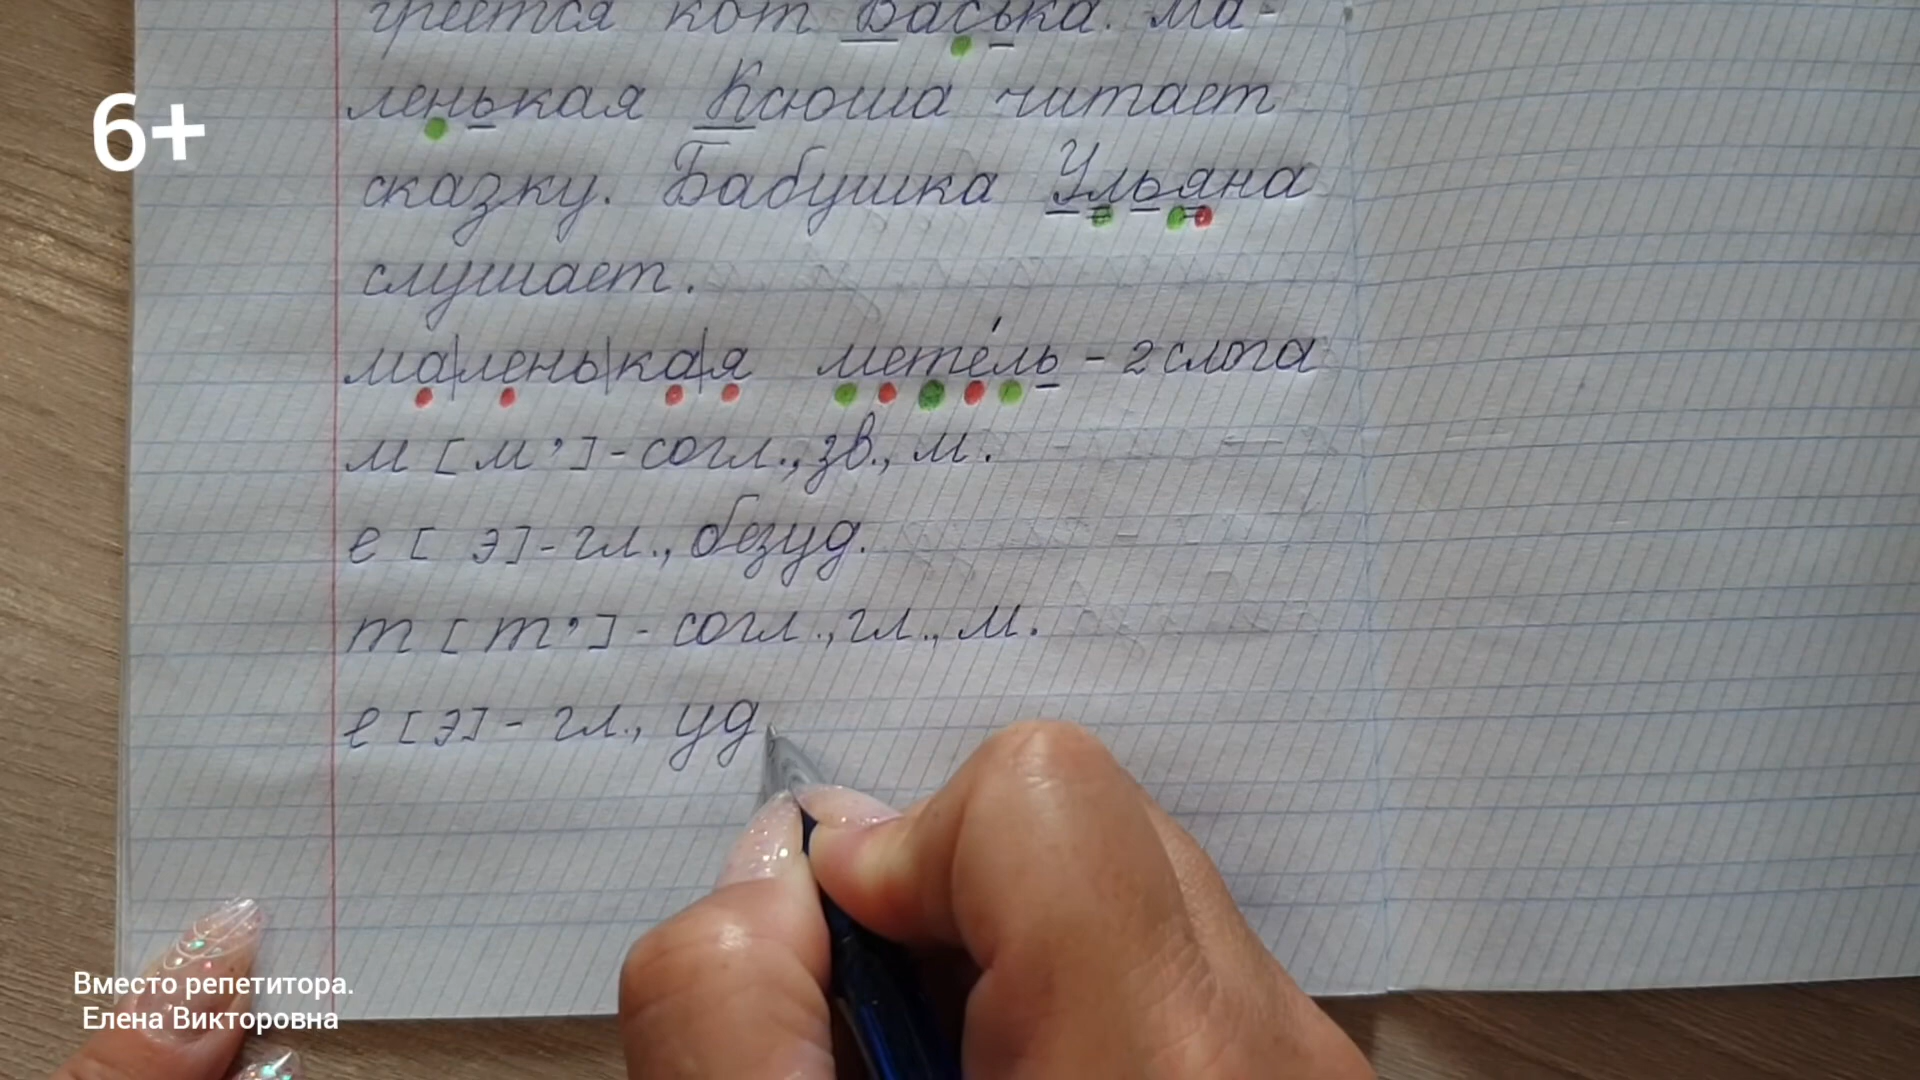 греется кот Васька. Ма-
ленькая Ксюша читает
сказку. Бабушка Ульяна
слушает.
ма|лень|ка|я метéль - 2 слога
м [м'] - согл., зв., м.
е [э] - гл., безуд.
т [т'] - согл., гл., м.
е [э] - гл., уд
6+
Вместо репетитора.
Елена Викторовна